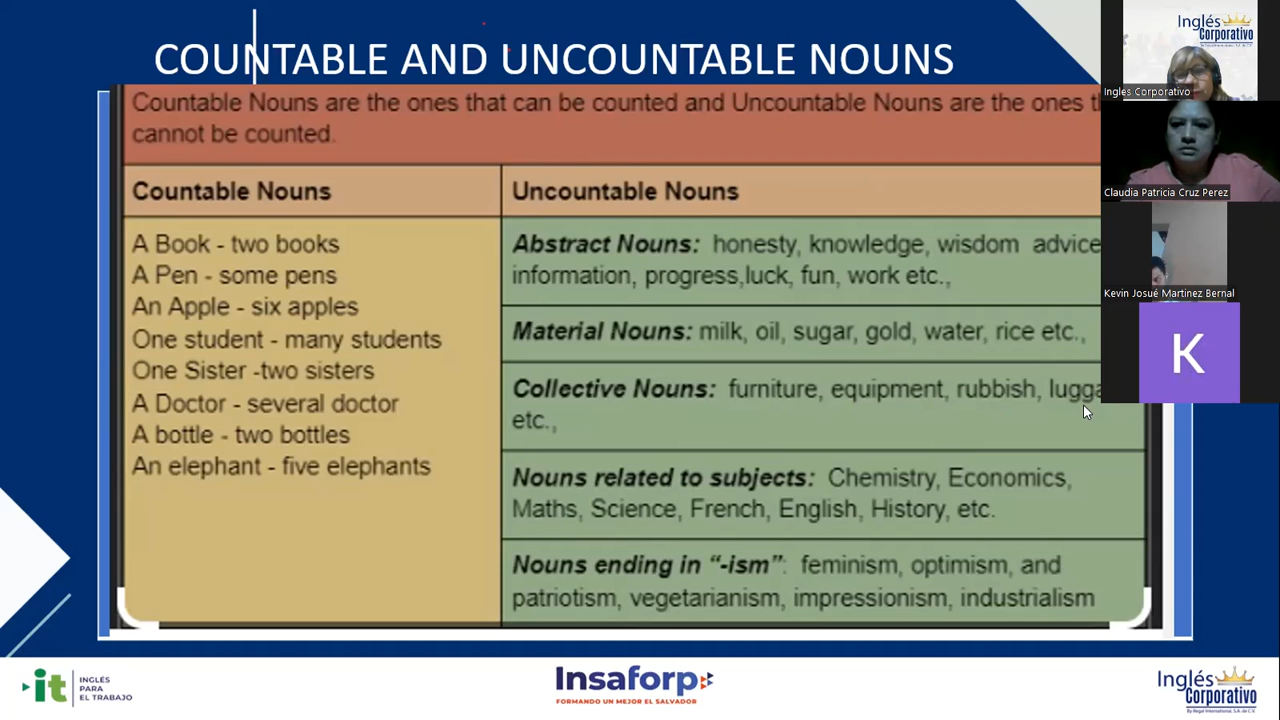 COUNTABLE AND UNCOUNTABLE NOUNS
Countable Nouns are the ones that can be counted and Uncountable Nouns are the ones
cannot be counted.
Countable Nouns
A Book - two books
A Pen - some pens
An Apple - six apples
One student - many students
One Sister -two sisters
A Doctor - several doctor
A bottle - two bottles
An elephant - five elephants
Uncountable Nouns
Abstract Nouns: honesty, knowledge, wisdom advice
information, progress,luck, fun, work etc.,
Material Nouns: milk, oil, sugar, gold, water, rice etc.,
Collective Nouns: furniture, equipment, rubbish,
etc.,
Nouns related to subjects: Chemistry, Economics,
Maths, Science, French, English, History, etc.
Nouns ending in “-ism”: feminism, optimism, and
patriotism, vegetarianism, impressionism, industrialism
Inglés
Corporativo
Ingles Corporativo
Claudia Patricia Cruz Perez
Kevin Josué Martinez Bernal
K
it
INGLÉS
PARA
EL TRABAJO
Insaforp
FORMANDO UN MEJOR EL SALVADOR
Inglés
Corporativo
By Regal International, S.A. de C.V.